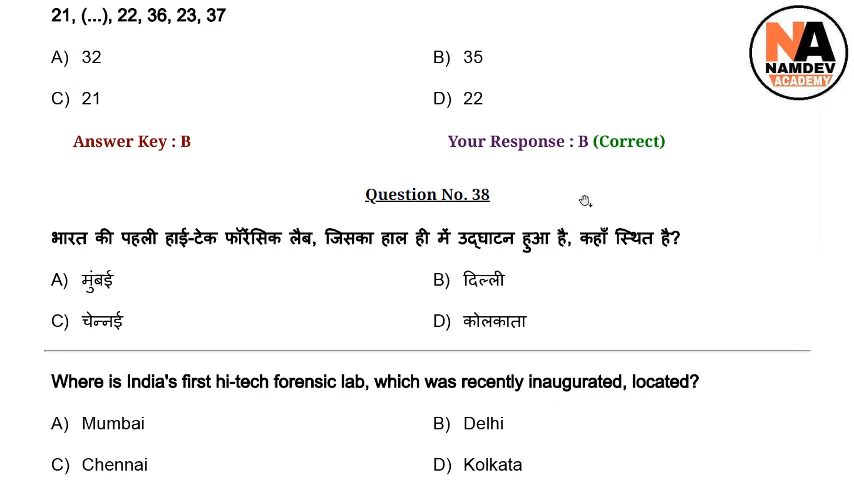 21, (...), 22, 36, 23, 37
A) 32
B) 35
C) 21
D) 22
NA
NAMDEV
ACADEMY
Answer Key : B
Your Response : B (Correct)
Question No. 38
भारत की पहली हाई-टेक फॉरेंसिक लैब, जिसका हाल ही में उद्घाटन हुआ है, कहाँ स्थित है?
A) मुंबई
B) दिल्ली
C) चेन्नई
D) कोलकाता
Where is India's first hi-tech forensic lab, which was recently inaugurated, located?
A) Mumbai
B) Delhi
C) Chennai
D) Kolkata